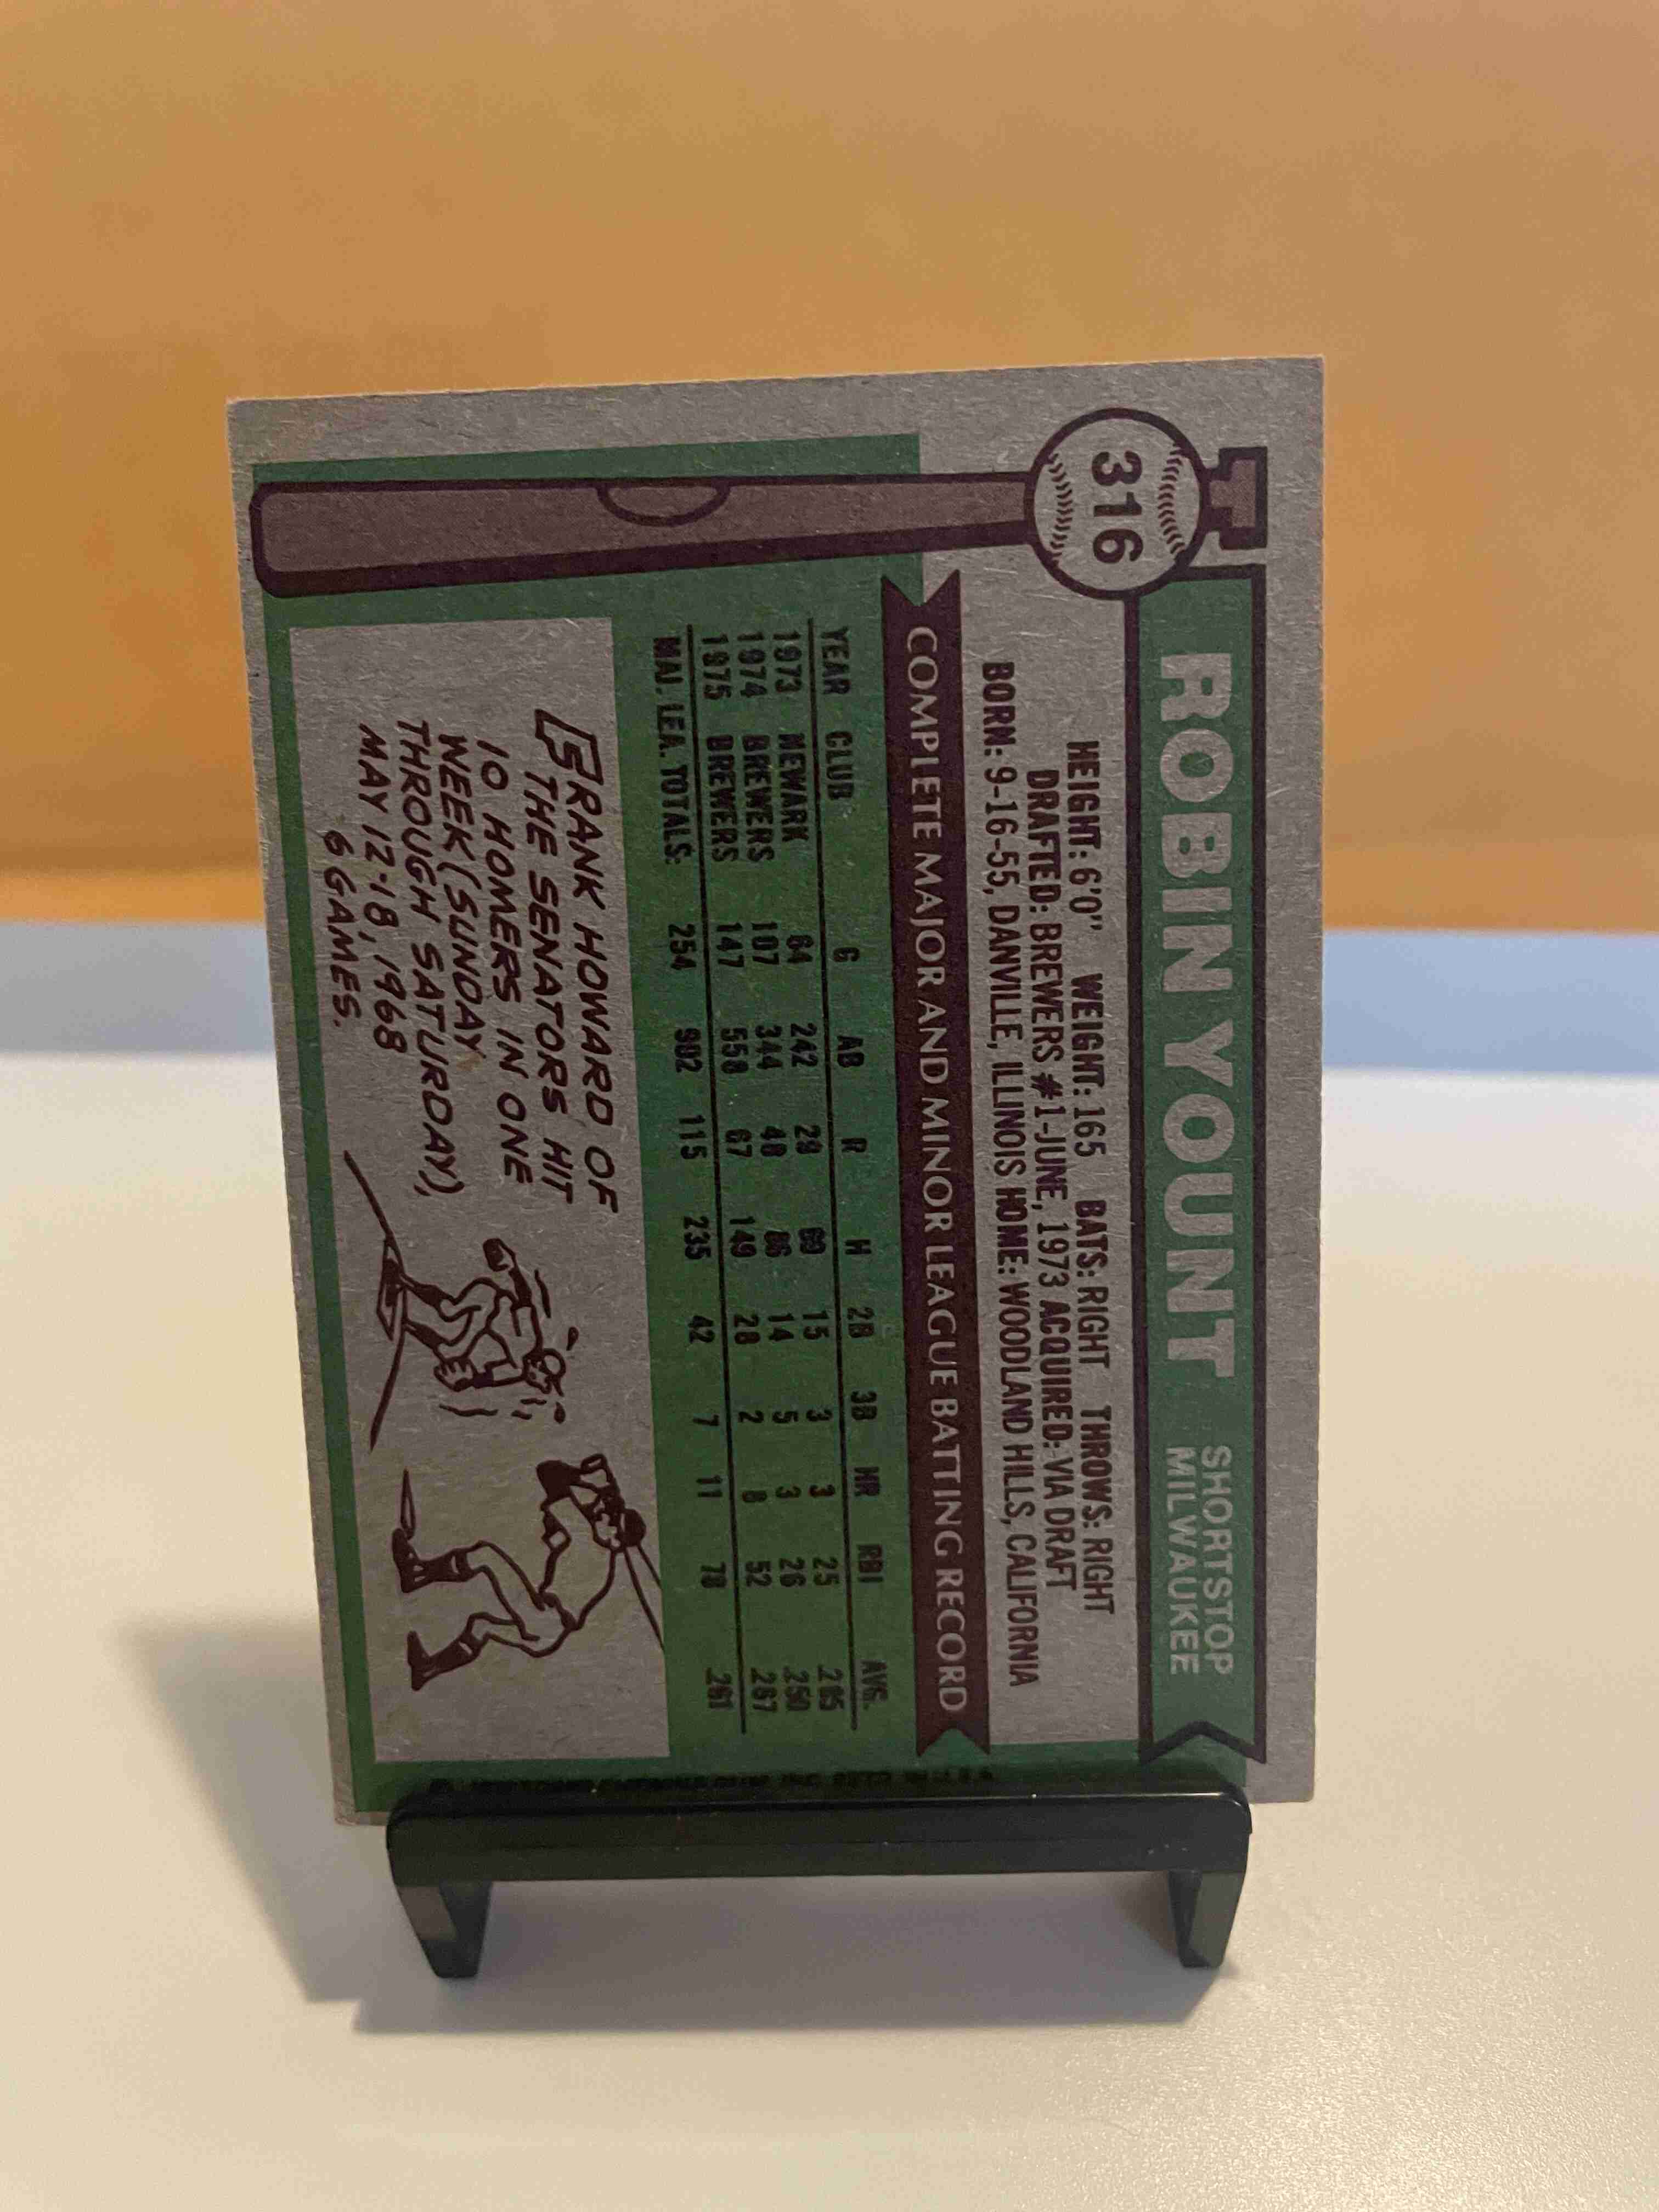 316
ROBIN YOUNT
SHORTSTOP
MILWAUKEE
HEIGHT: 6'0" WEIGHT: 165 BATS: RIGHT THROWS: RIGHT
DRAFTED: BREWERS #1-JUNE, 1973 ACQUIRED: VIA DRAFT
BORN: 9-16-55, DANVILLE, ILLINOIS HOME: WOODLAND HILLS, CALIFORNIA
COMPLETE MAJOR AND MINOR LEAGUE BATTING RECORD
YEAR CLUB G AB R H 2B 3B HR RBI AVG.
1973 NEWARK 64 242 29 69 15 3 3 25 .285
1974 BREWERS 107 344 48 86 14 5 3 26 .250
1975 BREWERS 147 558 67 149 28 2 8 52 .267
MAJ. LEA. TOTALS: 254 902 115 235 42 7 11 78 .261
FRANK HOWARD OF
THE SENATORS HIT
10 HOMERS IN ONE
WEEK (SUNDAY
THROUGH SATURDAY),
MAY 12-18, 1968
6 GAMES.